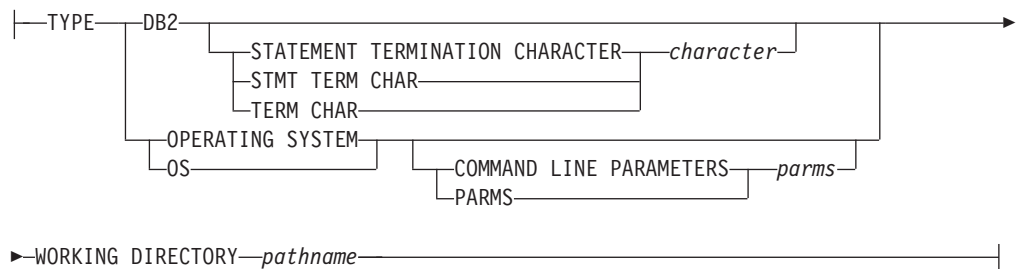 TYPE DB2
STATEMENT TERMINATION CHARACTER character
STMT TERM CHAR
TERM CHAR
OPERATING SYSTEM
OS COMMAND LINE PARAMETERS parms
PARMS
WORKING DIRECTORY pathname